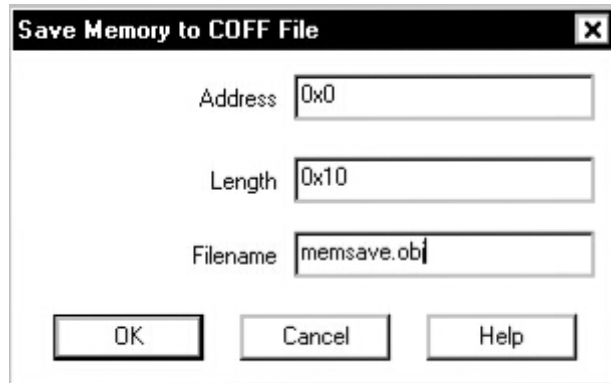 Save Memory to COFF File
Address 0x0
Length 0x10
Filename memsave.obj
OK Cancel Help